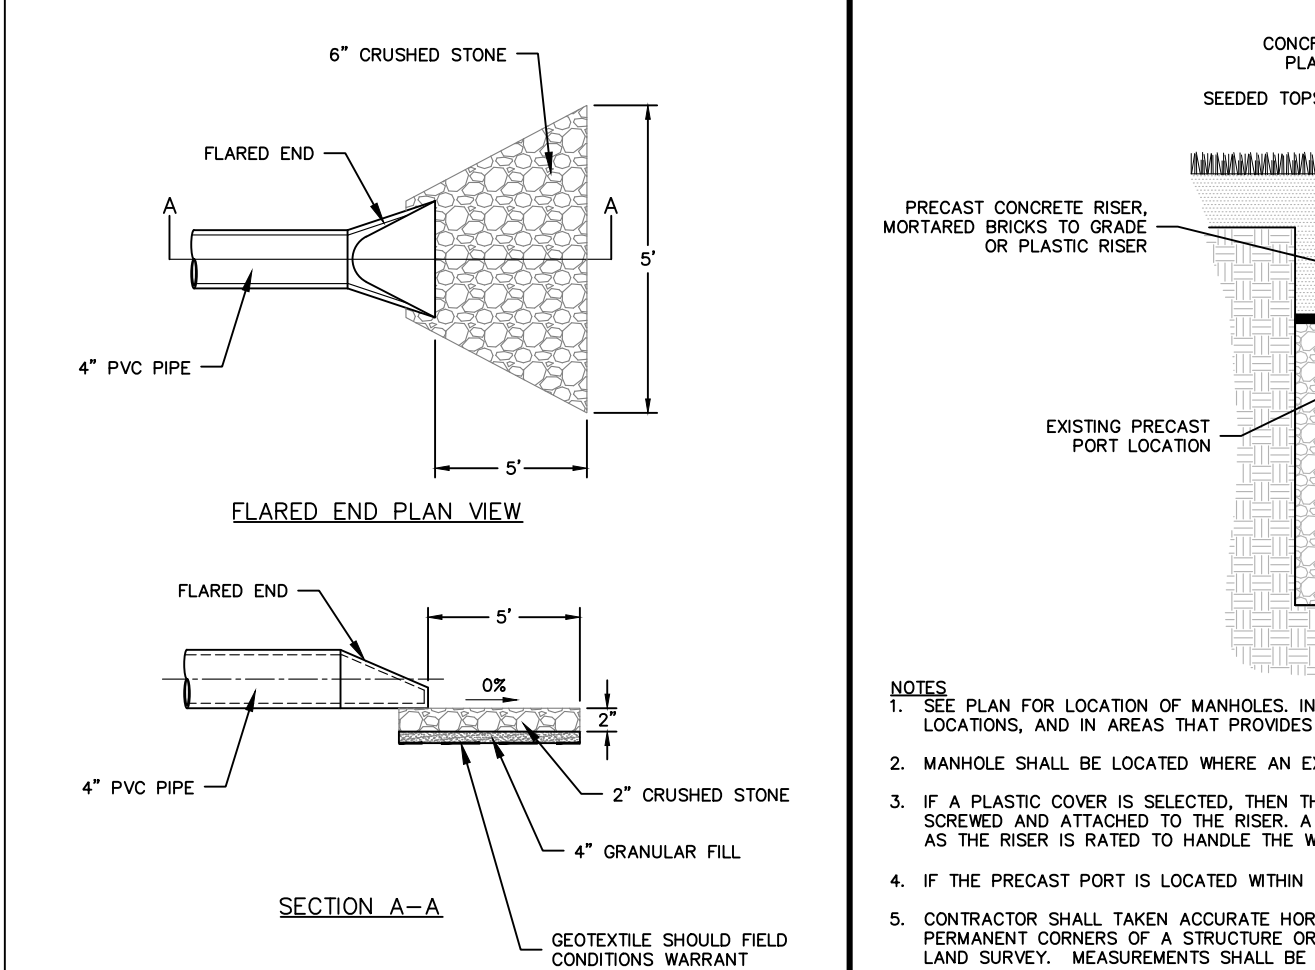 6” CRUSHED STONE
FLARED END
A
A
5'
4” PVC PIPE
5'
FLARED END PLAN VIEW
FLARED END
5'
0%
2”
4” PVC PIPE
2” CRUSHED STONE
4” GRANULAR FILL
SECTION A–A
GEOTEXTILE SHOULD FIELD
CONDITIONS WARRANT
SEEDED
PRECAST CONCRETE RISER,
MORTARED BRICKS TO GRADE
OR PLASTIC RISER
EXISTING PRECAST
PORT LOCATION
NOTES
1. SEE PLAN FOR LOCATION OF MANHOLES. IN
LOCATIONS, AND IN AREAS THAT PROVIDES
2. MANHOLE SHALL BE LOCATED WHERE AN
3. IF A PLASTIC COVER IS SELECTED, THEN
SCREWED AND ATTACHED TO THE RISER. A
AS THE RISER IS RATED TO HANDLE THE
4. IF THE PRECAST PORT IS LOCATED WITHIN
5. CONTRACTOR SHALL TAKEN ACCURATE
PERMANENT CORNERS OF A STRUCTURE OR
LAND SURVEY. MEASUREMENTS SHALL BE